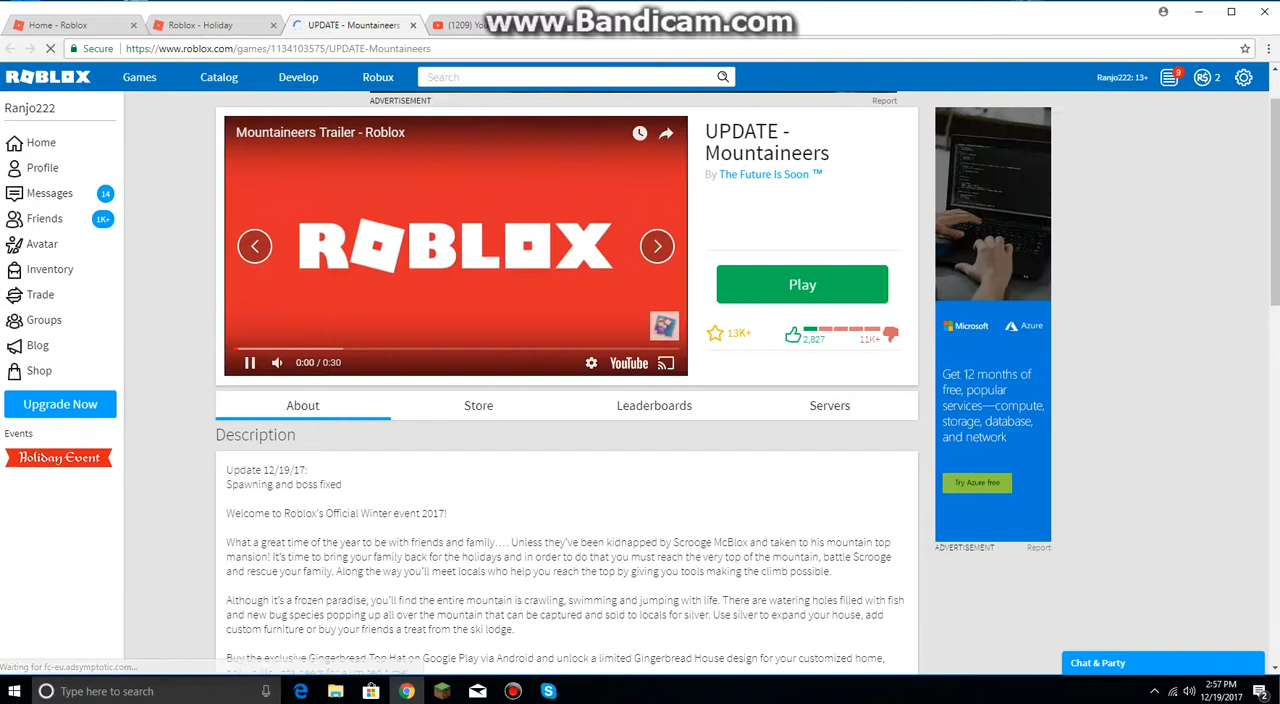 www.Bandicam.com
Home - Roblox
Roblox - Holiday
UPDATE - Mountaineers
(1209) You
Secure
https://www.roblox.com/games/1134103575/UPDATE-Mountaineers
ROBLOX
Games
Catalog
Develop
Robux
Search
Ranjo222: 13+
9
R$ 2
Ranjo222
Home
Profile
Messages 14
Friends 1K+
Avatar
Inventory
Trade
Groups
Blog
Shop
Upgrade Now
Events
Holiday Event
ADVERTISEMENT
Report
Mountaineers Trailer - Roblox
ROBLOX
0:00 / 0:30
YouTube
UPDATE -
Mountaineers
By The Future Is Soon ™
Play
13K+
2,827
11K+
About
Store
Leaderboards
Servers
Description
Update 12/19/17:
Spawning and boss fixed
Welcome to Roblox's Official Winter event 2017!
What a great time of the year to be with friends and family.... Unless they've been kidnapped by Scrooge McBlox and taken to his mountain top
mansion! It's time to bring your family back for the holidays and in order to do that you must reach the very top of the mountain, battle Scrooge
and rescue your family. Along the way you'll meet locals who help you reach the top by giving you tools making the climb possible.
Although it's a frozen paradise, you'll find the entire mountain is crawling, swimming and jumping with life. There are watering holes filled with fish
and new bug species popping up all over the mountain that can be captured and sold to locals for silver. Use silver to expand your house, add
custom furniture or buy your friends a treat from the ski lodge.
Buy the exclusive Gingerbread Top Hat on Google Play via Android and unlock a limited Gingerbread House design for your customized home,
Microsoft
Azure
Get 12 months of
free, popular
services—compute,
storage, database,
and network
Try Azure free
ADVERTISEMENT
Report
Waiting for fc-eu.adsymptotic.com...
Chat & Party
Type here to search
2:57 PM
12/19/2017
2